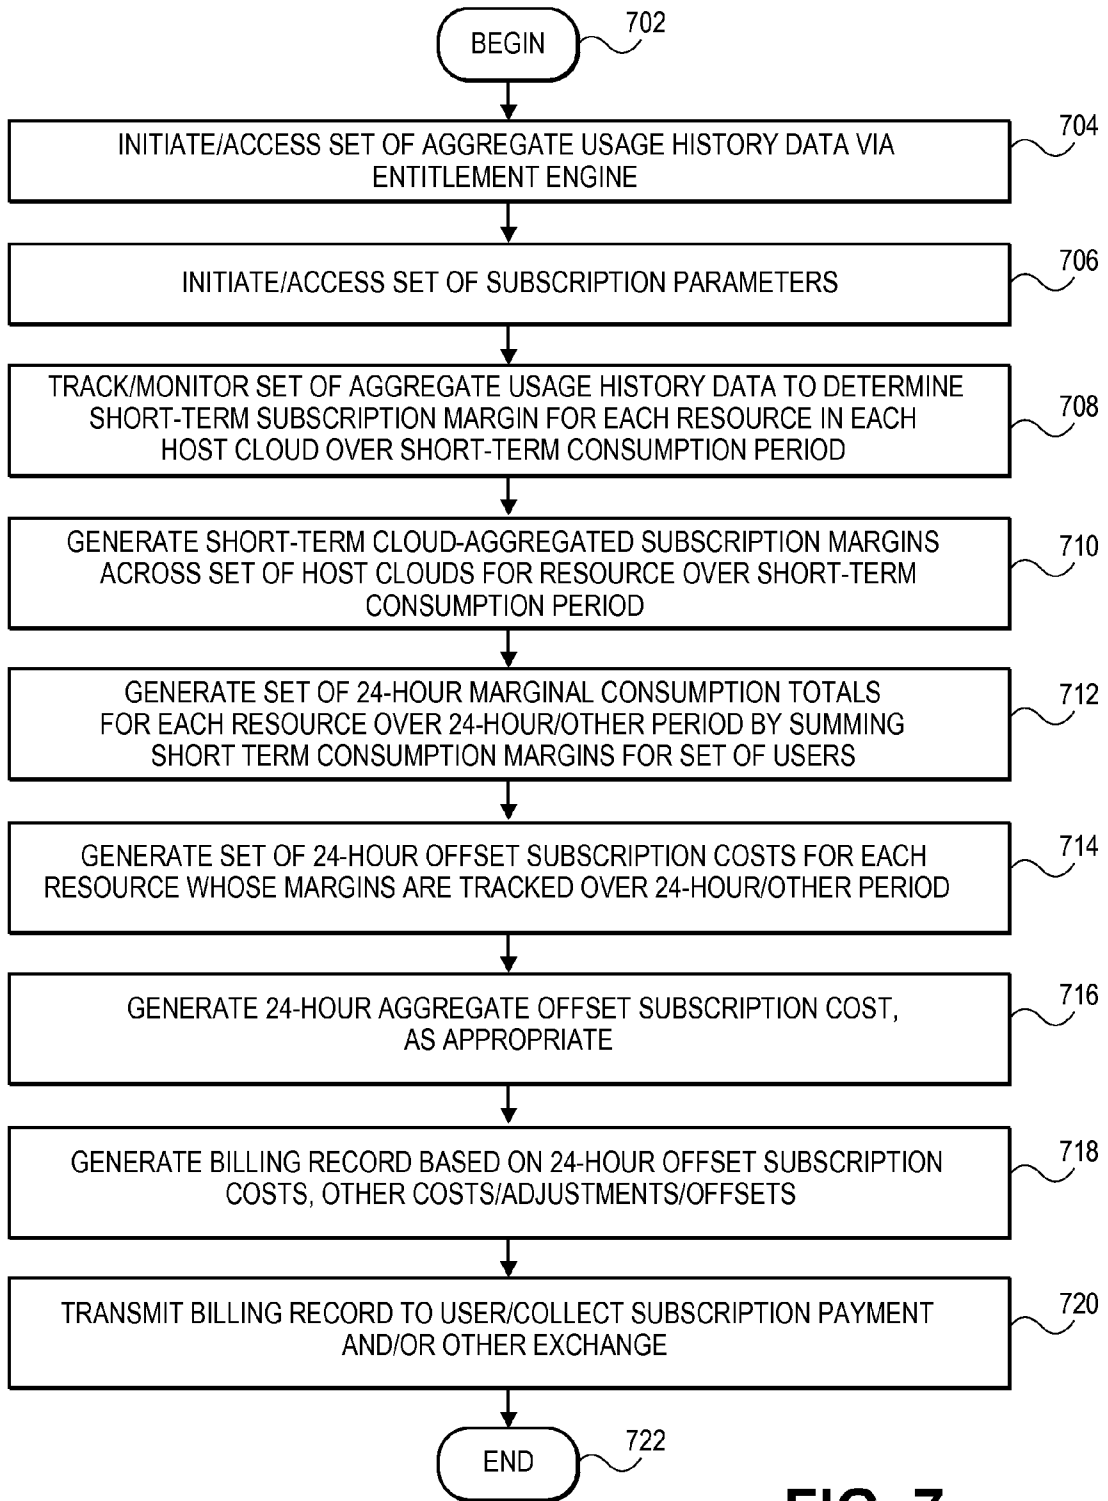 BEGIN
702
INITIATE/ACCESS SET OF AGGREGATE USAGE HISTORY DATA VIA
ENTITLEMENT ENGINE
704
INITIATE/ACCESS SET OF SUBSCRIPTION PARAMETERS
706
TRACK/MONITOR SET OF AGGREGATE USAGE HISTORY DATA TO DETERMINE
SHORT-TERM SUBSCRIPTION MARGIN FOR EACH RESOURCE IN EACH
HOST CLOUD OVER SHORT-TERM CONSUMPTION PERIOD
708
GENERATE SHORT-TERM CLOUD-AGGREGATED SUBSCRIPTION MARGINS
ACROSS SET OF HOST CLOUDS FOR RESOURCE OVER SHORT-TERM
CONSUMPTION PERIOD
710
GENERATE SET OF 24-HOUR MARGINAL CONSUMPTION TOTALS
FOR EACH RESOURCE OVER 24-HOUR/OTHER PERIOD BY SUMMING
SHORT TERM CONSUMPTION MARGINS FOR SET OF USERS
712
GENERATE SET OF 24-HOUR OFFSET SUBSCRIPTION COSTS FOR EACH
RESOURCE WHOSE MARGINS ARE TRACKED OVER 24-HOUR/OTHER PERIOD
714
GENERATE 24-HOUR AGGREGATE OFFSET SUBSCRIPTION COST,
AS APPROPRIATE
716
GENERATE BILLING RECORD BASED ON 24-HOUR OFFSET SUBSCRIPTION
COSTS, OTHER COSTS/ADJUSTMENTS/OFFSETS
718
TRANSMIT BILLING RECORD TO USER/COLLECT SUBSCRIPTION PAYMENT
AND/OR OTHER EXCHANGE
720
END
722
FIG. 7